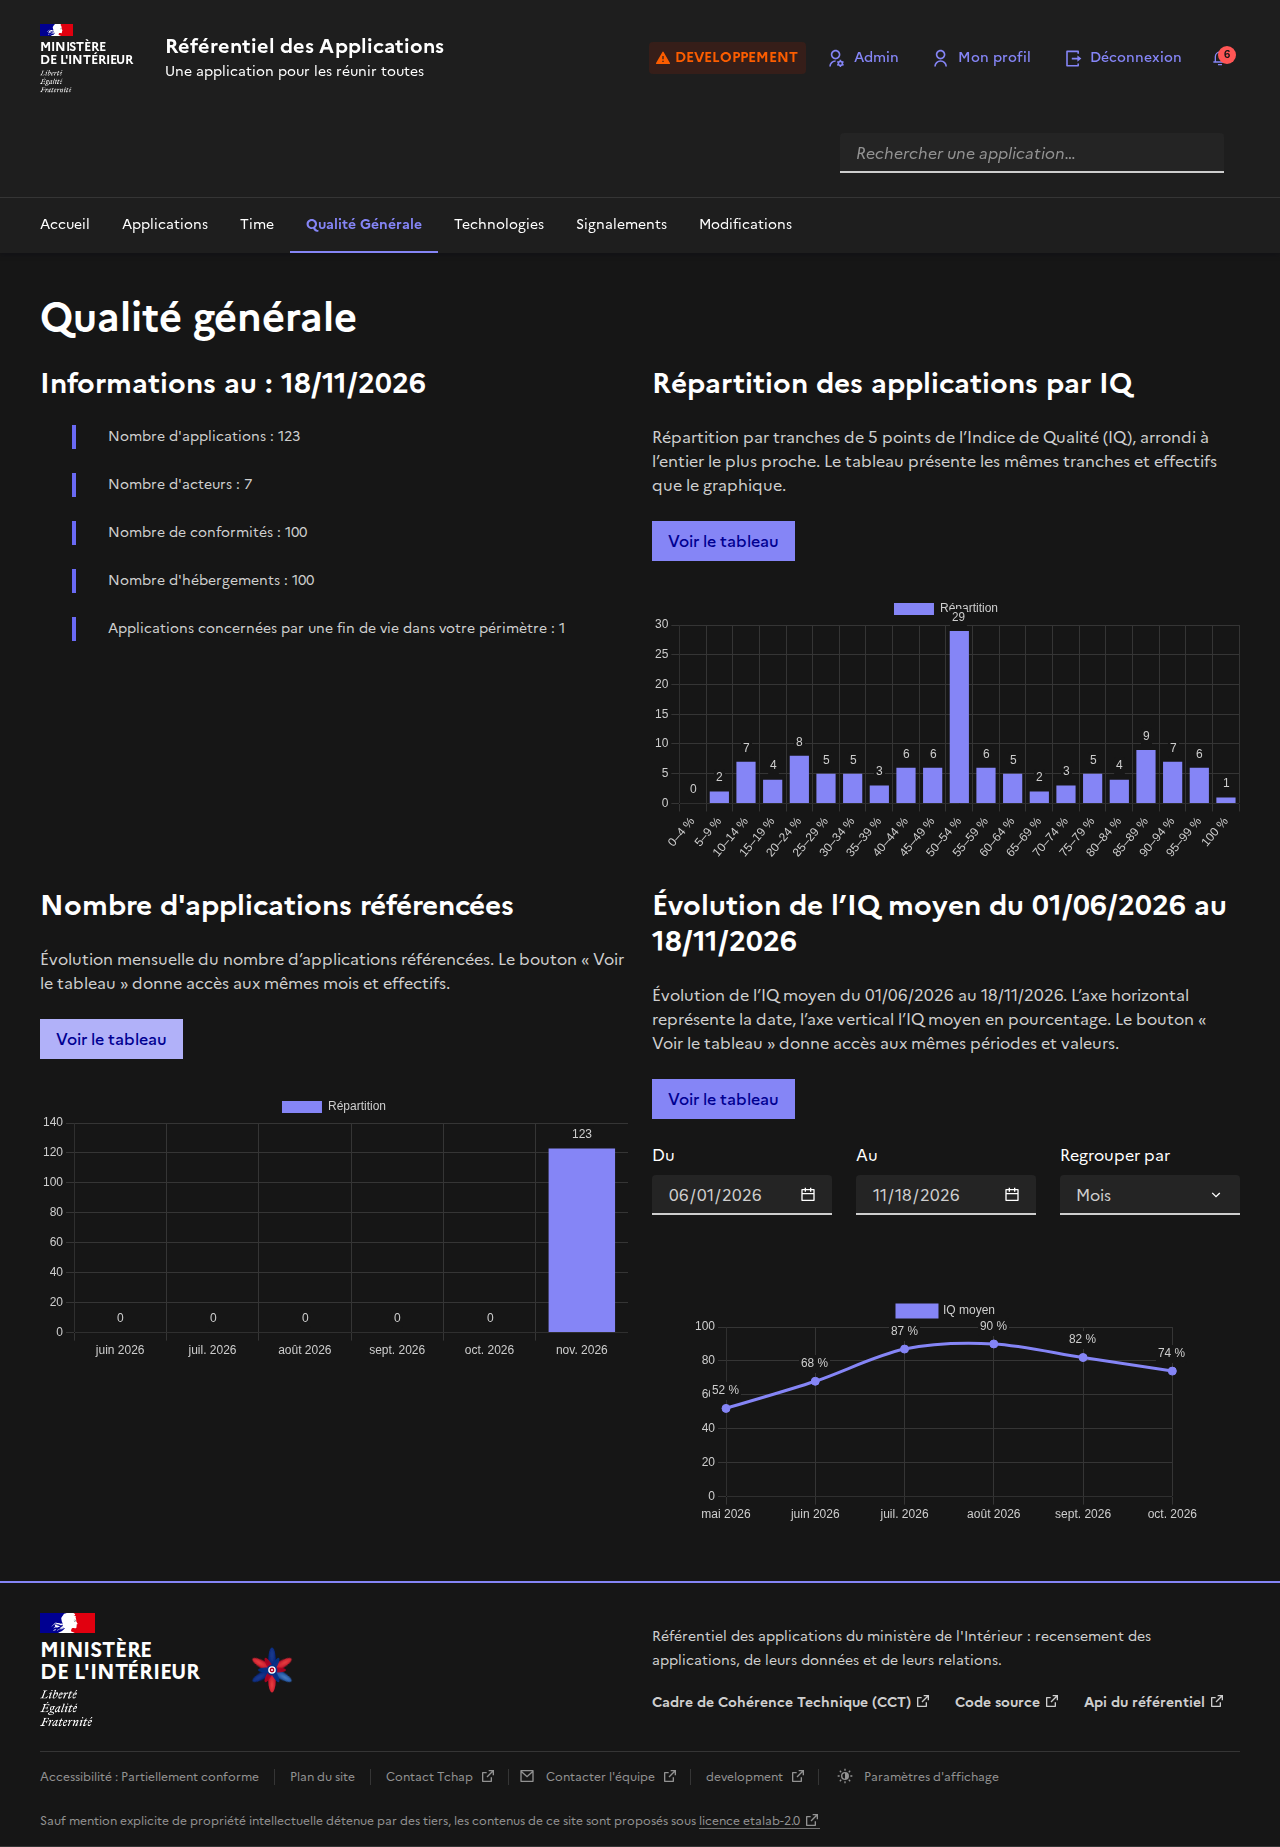 MINISTÈRE
DE L'INTÉRIEUR
Liberté
Égalité
Fraternité
Référentiel des Applications
Une application pour les réunir toutes
DEVELOPPEMENT
Admin
Mon profil
Déconnexion
6
Rechercher une application...
Accueil
Applications
Time
Qualité Générale
Technologies
Signalements
Modifications
Qualité générale
Informations au : 18/11/2026
Nombre d'applications : 123
Nombre d'acteurs : 7
Nombre de conformités : 100
Nombre d'hébergements : 100
Applications concernées par une fin de vie dans votre périmètre : 1
Répartition des applications par IQ
Répartition par tranches de 5 points de l’Indice de Qualité (IQ), arrondi à
l’entier le plus proche. Le tableau présente les mêmes tranches et effectifs
que le graphique.
Voir le tableau
Répartition
30
25
20
15
10
5
0
0 2 7 4 8 5 5 3 6 6 29 6 5 2 3 5 4 9 7 6 1
0–4 % 5–9 % 10–14 % 15–19 % 20–24 % 25–29 % 30–34 % 35–39 % 40–44 % 45–49 % 50–54 % 55–59 % 60–64 % 65–69 % 70–74 % 75–79 % 80–84 % 85–89 % 90–94 % 95–99 % 100 %
Nombre d'applications référencées
Évolution mensuelle du nombre d’applications référencées. Le bouton « Voir
le tableau » donne accès aux mêmes mois et effectifs.
Voir le tableau
Répartition
140
120
100
80
60
40
20
0
0 0 0 0 0 123
juin 2026 juil. 2026 août 2026 sept. 2026 oct. 2026 nov. 2026
Évolution de l’IQ moyen du 01/06/2026 au
18/11/2026
Évolution de l’IQ moyen du 01/06/2026 au 18/11/2026. L’axe horizontal
représente la date, l’axe vertical l’IQ moyen en pourcentage. Le bouton «
Voir le tableau » donne accès aux mêmes périodes et valeurs.
Voir le tableau
Du
06/01/2026
Au
11/18/2026
Regrouper par
Mois
IQ moyen
100
80
60
40
20
0
52 % 68 % 87 % 90 % 82 % 74 %
mai 2026 juin 2026 juil. 2026 août 2026 sept. 2026 oct. 2026
MINISTÈRE
DE L'INTÉRIEUR
Liberté
Égalité
Fraternité
Référentiel des applications du ministère de l'Intérieur : recensement des
applications, de leurs données et de leurs relations.
Cadre de Cohérence Technique (CCT)
Code source
Api du référentiel
Accessibilité : Partiellement conforme
Plan du site
Contact Tchap
Contacter l'équipe
development
Paramètres d'affichage
Sauf mention explicite de propriété intellectuelle détenue par des tiers, les contenus de ce site sont proposés sous licence etalab-2.0